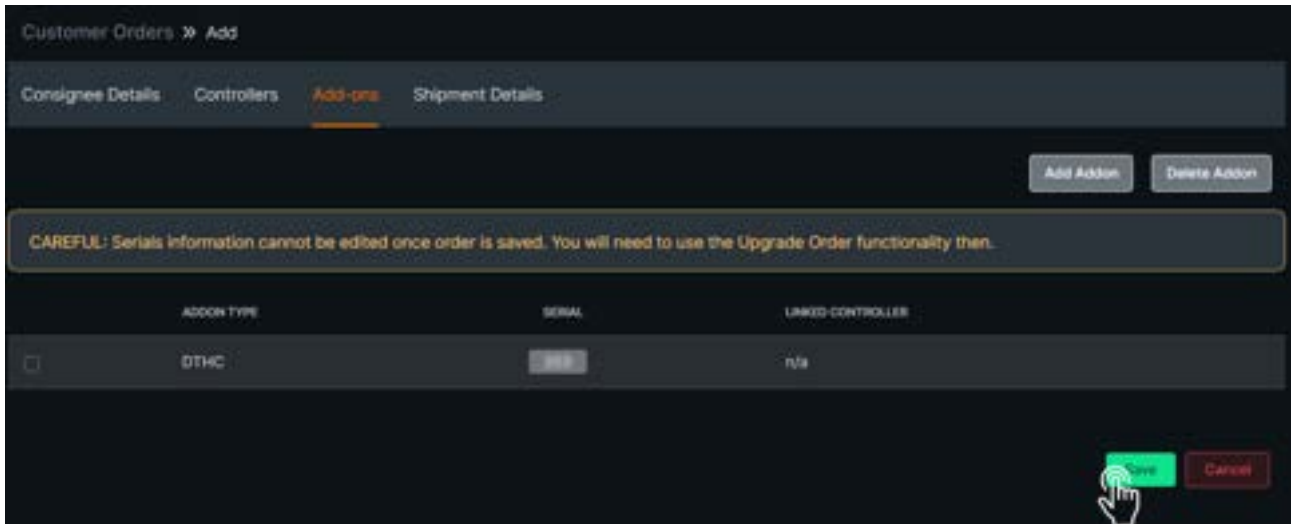 Customer Orders » Add
Consignee Details Controllers Add-ons Shipment Details
Add Addon Delete Addon
CAREFUL: Serials information cannot be edited once order is saved. You will need to use the Upgrade Order functionality then.
ADDON TYPE SERIAL LINKED CONTROLLER
DTHC n/a
Save Cancel